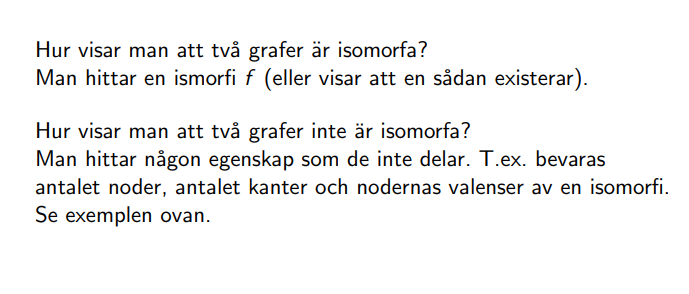 Hur visar man att två grafer är isomorfa?
Man hittar en ismorfi f (eller visar att en sådan existerar).
Hur visar man att två grafer inte är isomorfa?
Man hittar någon egenskap som de inte delar. T.ex. bevaras
antalet noder, antalet kanter och nodernas valenser av en isomorfi.
Se exemplen ovan.